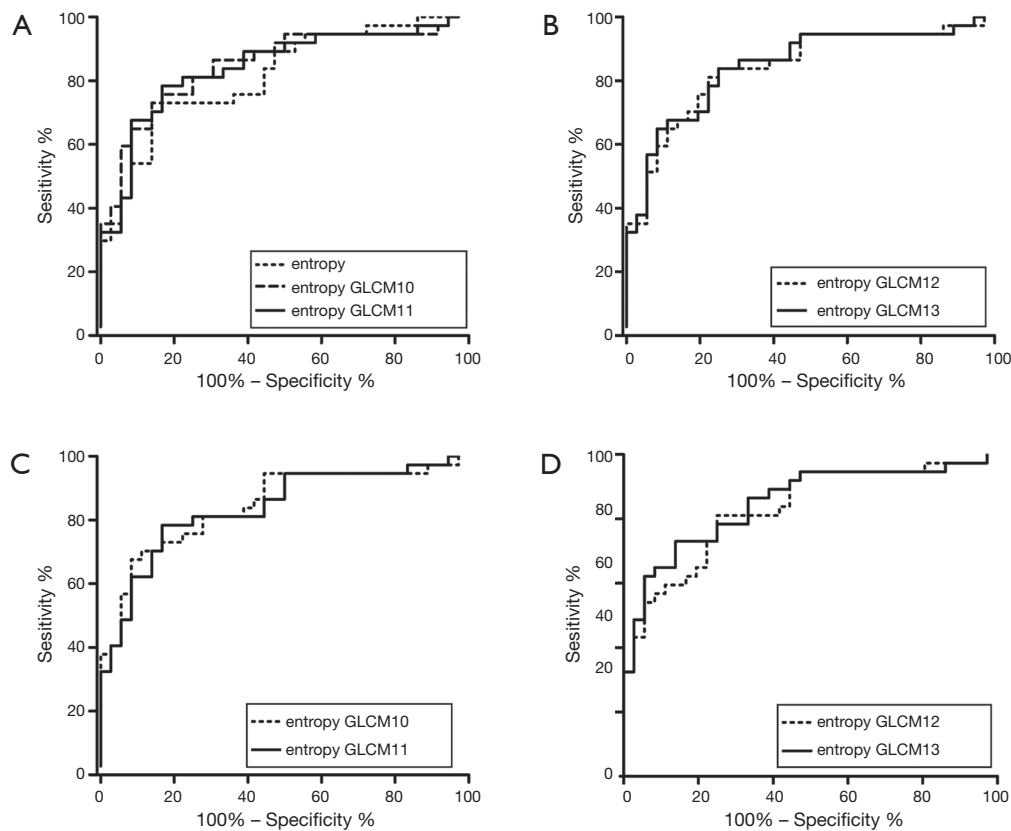 A
100
80
60
40
20
0
Sesitivity %
entropy
entropy GLCM10
entropy GLCM11
0 20 40 60 80 100
100% – Specificity %
B
100
80
60
40
20
0
Sesitivity %
entropy GLCM12
entropy GLCM13
0 20 40 60 80 100
100% – Specificity %
C
100
80
60
40
20
0
Sesitivity %
entropy GLCM10
entropy GLCM11
0 20 40 60 80 100
100% – Specificity %
D
100
80
60
40
20
0
Sesitivity %
entropy GLCM12
entropy GLCM13
0 20 40 60 80 100
100% – Specificity %